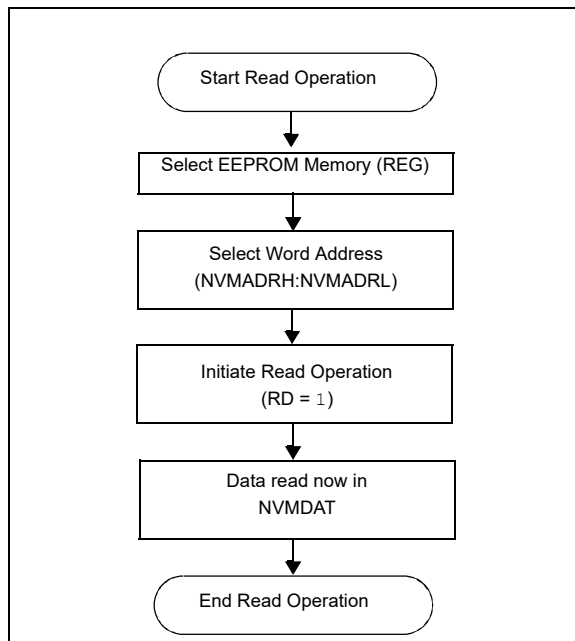 Start Read Operation
Select EEPROM Memory (REG)
Select Word Address
(NVMADRH:NVMADRL)
Initiate Read Operation
(RD = 1)
Data read now in
NVMDAT
End Read Operation